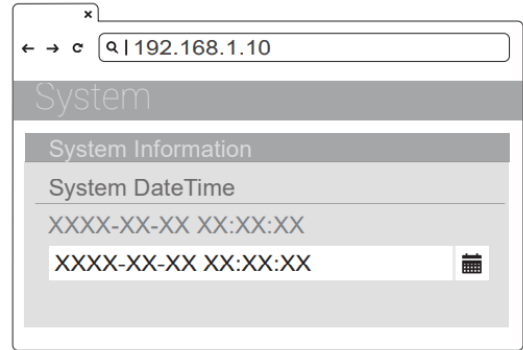 192.168.1.10
System
System Information
System DateTime
XXXX-XX-XX XX:XX:XX
XXXX-XX-XX XX:XX:XX